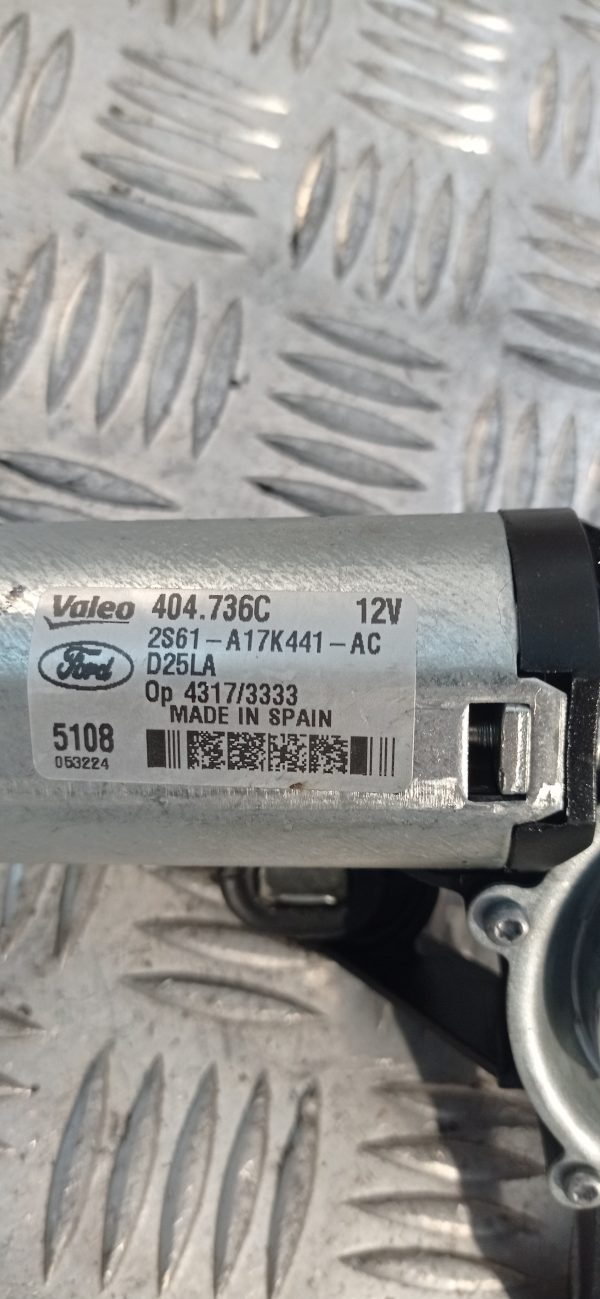 Valeo 404.736C 12V
2S61-A17K441-AC
Ford D25LA
Op 4317/3333
MADE IN SPAIN
5108
053224